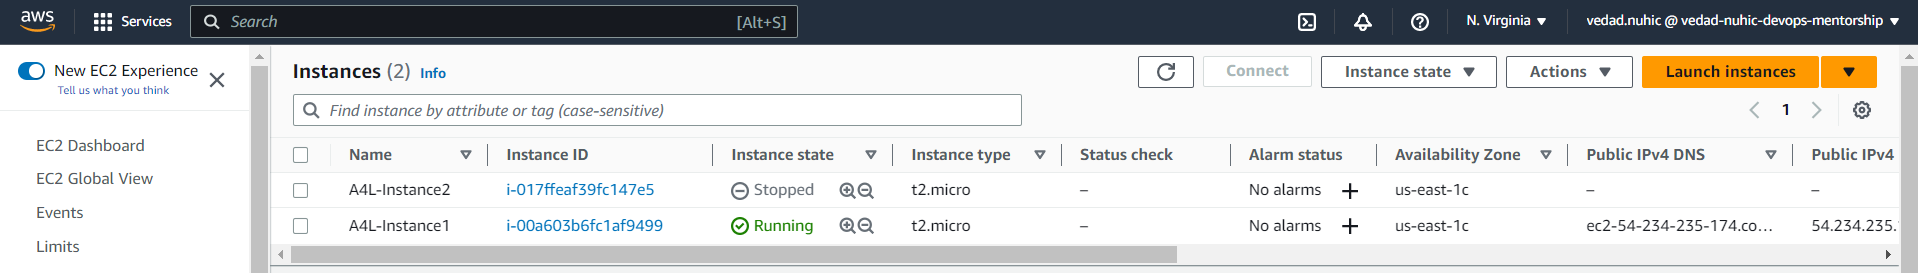 aws Services Search [Alt+S] N. Virginia vedad.nuhic @ vedad-nuhic-devops-mentorship
New EC2 Experience
Tell us what you think
EC2 Dashboard
EC2 Global View
Events
Limits
Instances (2) Info
Connect Instance state Actions Launch instances
Find instance by attribute or tag (case-sensitive)
1
Name Instance ID Instance state Instance type Status check Alarm status Availability Zone Public IPv4 DNS Public IPv4
A4L-Instance2 i-017ffeaf39fc147e5 Stopped t2.micro – No alarms + us-east-1c – –
A4L-Instance1 i-00a603b6fc1af9499 Running t2.micro – No alarms + us-east-1c ec2-54-234-235-174.co... 54.234.235.